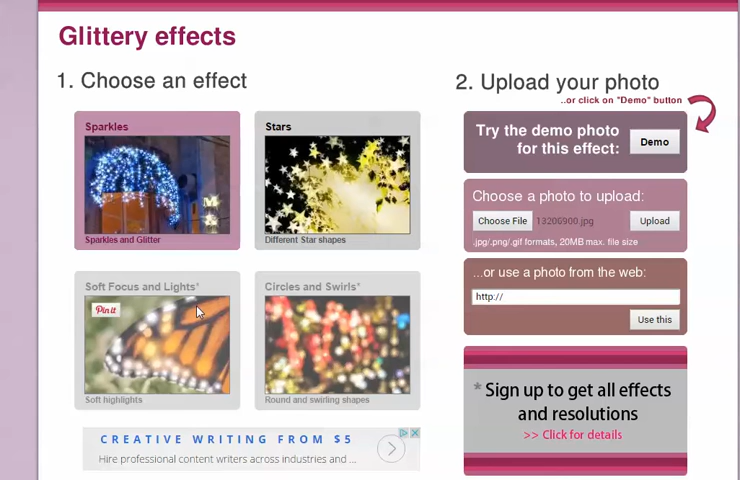 Glittery effects
1. Choose an effect
2. Upload your photo
..or click on "Demo" button
Sparkles
Sparkles and Glitter
Stars
Different Star shapes
Try the demo photo
for this effect:
Demo
Choose a photo to upload:
Choose File 13206900.jpg Upload
.jpg/.png/.gif formats, 20MB max. file size
Soft Focus and Lights*
Pin it
Soft highlights
Circles and Swirls*
Round and swirling shapes
...or use a photo from the web:
http://
Use this
* Sign up to get all effects
and resolutions
>> Click for details
CREATIVE WRITING FROM $5
Hire professional content writers across industries and ...